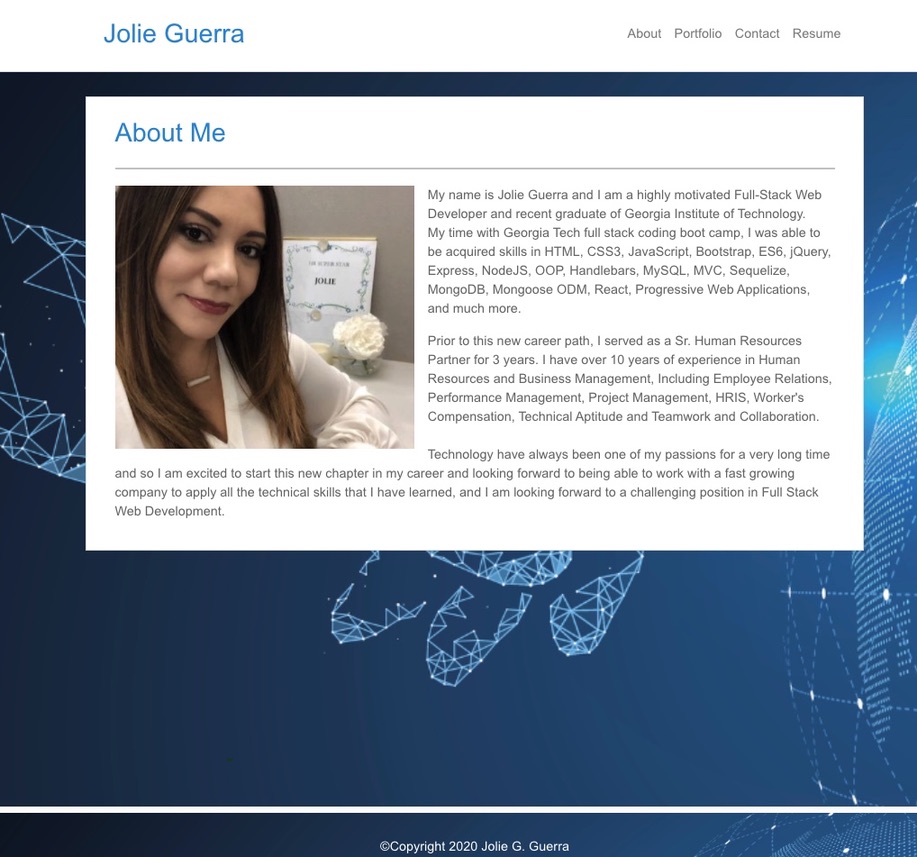 Jolie Guerra
About Portfolio Contact Resume
About Me
My name is Jolie Guerra and I am a highly motivated Full-Stack Web
Developer and recent graduate of Georgia Institute of Technology.
My time with Georgia Tech full stack coding boot camp, I was able to
be acquired skills in HTML, CSS3, JavaScript, Bootstrap, ES6, jQuery,
Express, NodeJS, OOP, Handlebars, MySQL, MVC, Sequelize,
MongoDB, Mongoose ODM, React, Progressive Web Applications,
and much more.
JOLIE
Prior to this new career path, I served as a Sr. Human Resources
Partner for 3 years. I have over 10 years of experience in Human
Resources and Business Management, Including Employee Relations,
Performance Management, Project Management, HRIS, Worker's
Compensation, Technical Aptitude and Teamwork and Collaboration.
Technology have always been one of my passions for a very long time
and so I am excited to start this new chapter in my career and looking forward to being able to work with a fast growing
company to apply all the technical skills that I have learned, and I am looking forward to a challenging position in Full Stack
Web Development.
©Copyright 2020 Jolie G. Guerra